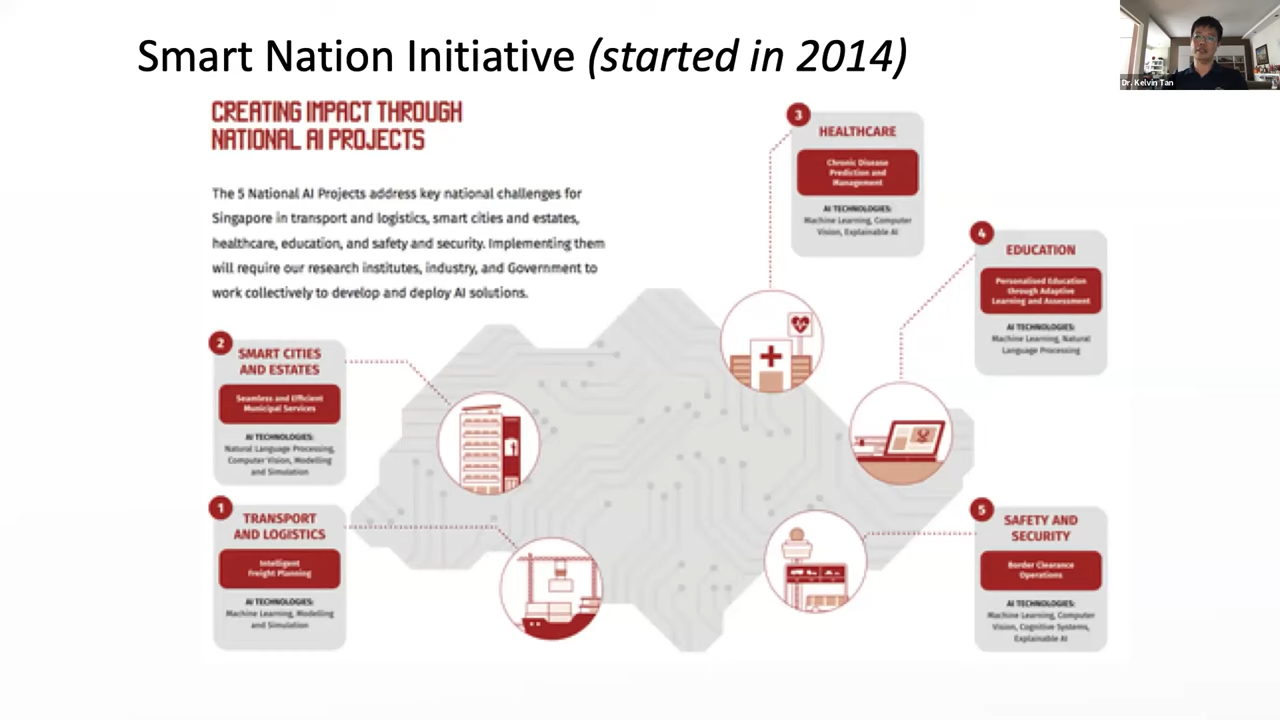 Smart Nation Initiative (started in 2014)
Dr. Kelvin Tan
CREATING IMPACT THROUGH
NATIONAL AI PROJECTS
The 5 National AI Projects address key national challenges for
Singapore in transport and logistics, smart cities and estates,
healthcare, education, and safety and security. Implementing them
will require our research institutes, industry, and Government to
work collectively to develop and deploy AI solutions.
3
HEALTHCARE
Chronic Disease
Prediction and
Management
AI TECHNOLOGIES:
Machine Learning, Computer
Vision, Explainable AI
4
EDUCATION
Personalised Education
through Adaptive
Learning and Assessment
AI TECHNOLOGIES:
Machine Learning, Natural
Language Processing
2
SMART CITIES
AND ESTATES
Seamless and Efficient
Municipal Services
AI TECHNOLOGIES:
Natural Language Processing,
Computer Vision, Modelling
and Simulation
1
TRANSPORT
AND LOGISTICS
Intelligent
Freight Planning
AI TECHNOLOGIES:
Machine Learning, Modelling
and Simulation
5
SAFETY AND
SECURITY
Border Clearance
Operations
AI TECHNOLOGIES:
Machine Learning, Computer
Vision, Cognitive Systems,
Explainable AI